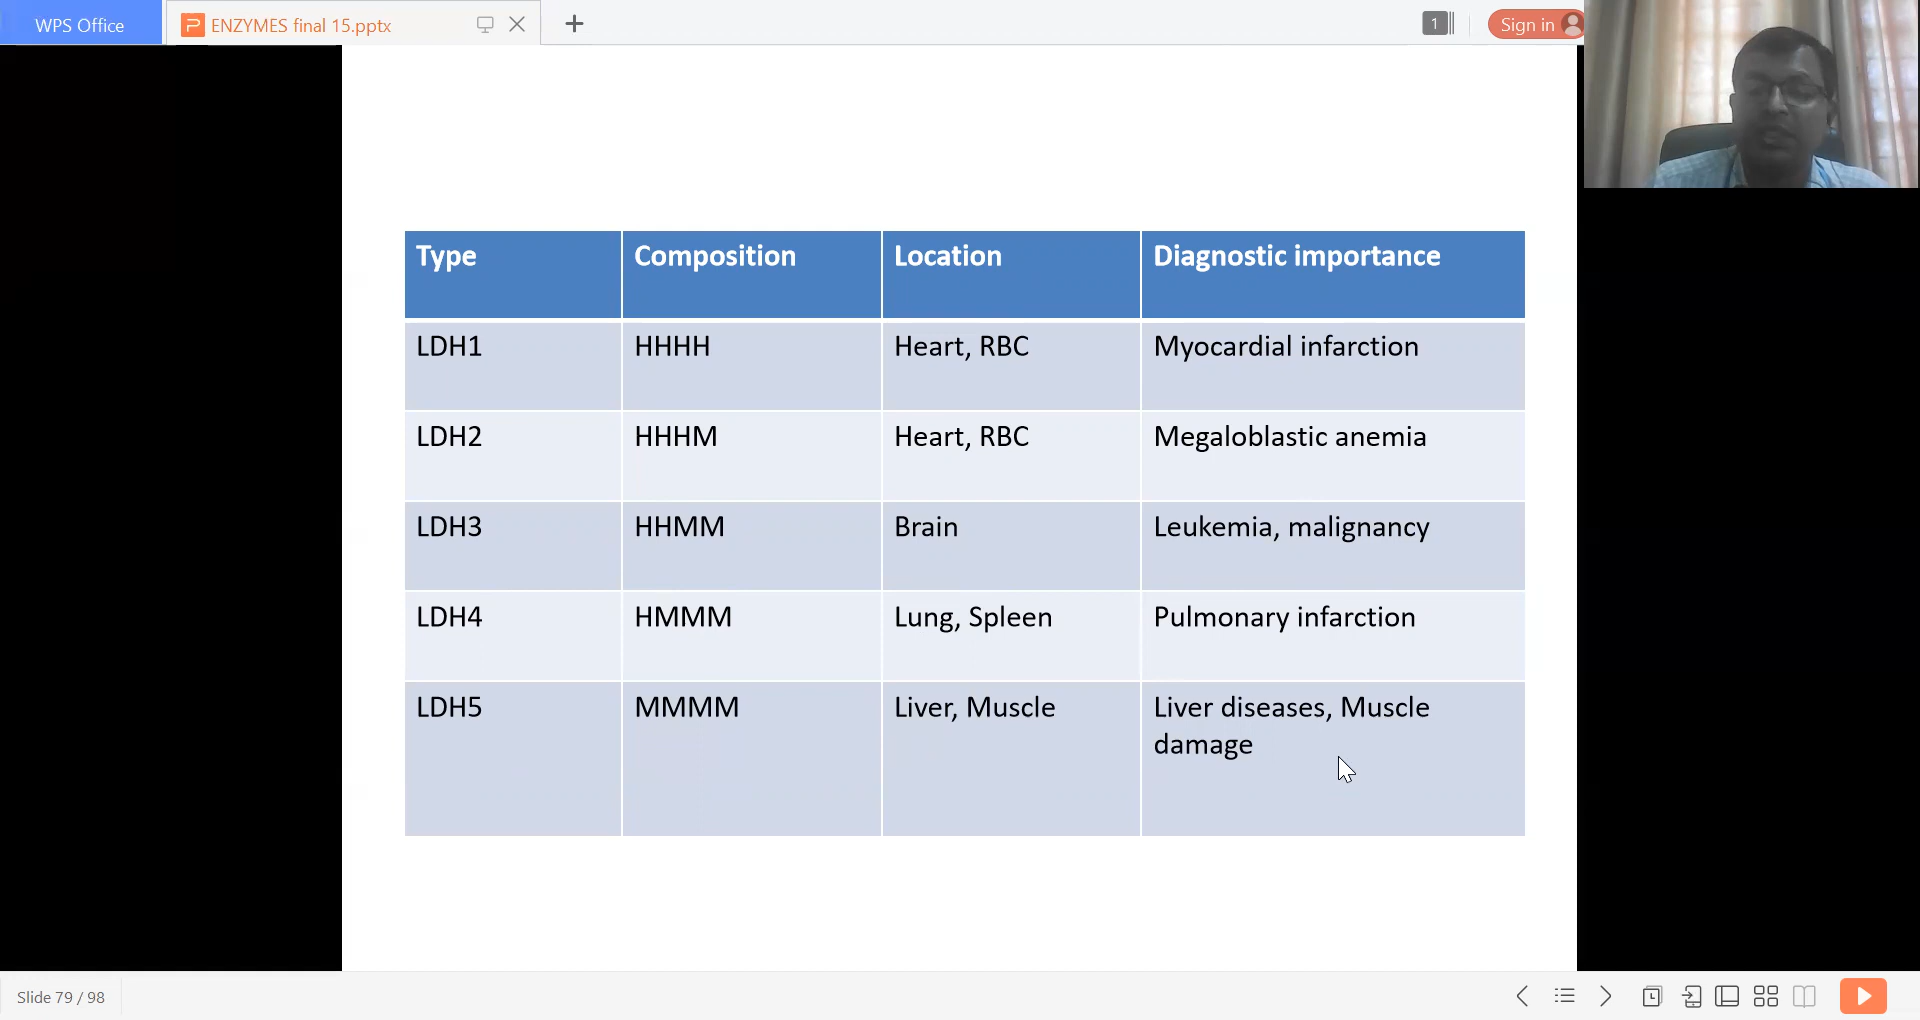 WPS Office
ENZYMES final 15.pptx
1
Sign in
Type Composition Location Diagnostic importance
LDH1 HHHH Heart, RBC Myocardial infarction
LDH2 HHHM Heart, RBC Megaloblastic anemia
LDH3 HHMM Brain Leukemia, malignancy
LDH4 HMMM Lung, Spleen Pulmonary infarction
LDH5 MMMM Liver, Muscle Liver diseases, Muscle
damage
Slide 79 / 98